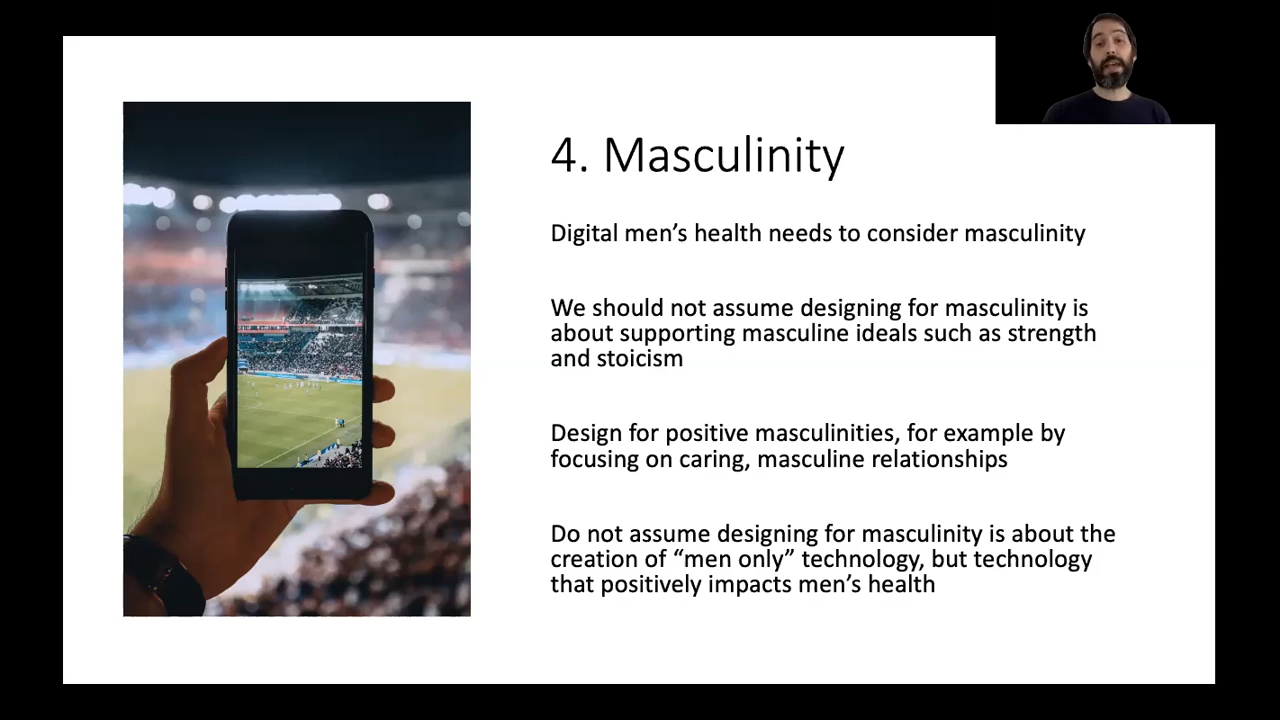 4. Masculinity
Digital men’s health needs to consider masculinity
We should not assume designing for masculinity is
about supporting masculine ideals such as strength
and stoicism
Design for positive masculinities, for example by
focusing on caring, masculine relationships
Do not assume designing for masculinity is about the
creation of “men only” technology, but technology
that positively impacts men’s health